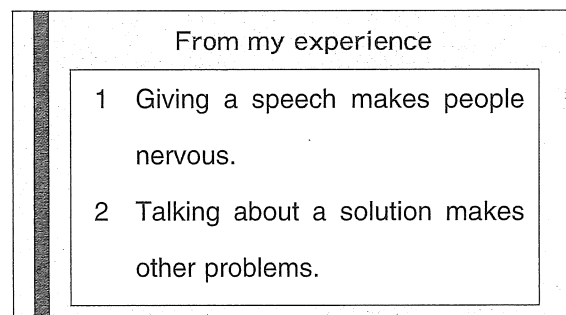 From my experience
1 Giving a speech makes people
nervous.
2 Talking about a solution makes
other problems.